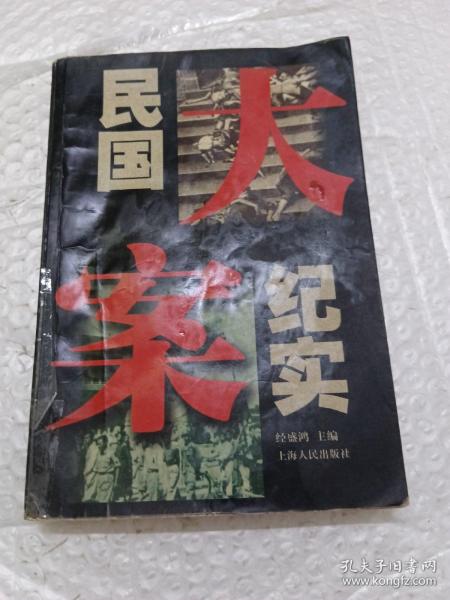 民国
大
案
纪实
经盛鸿 主编
上海人民出版社
孔夫子旧书网
www.kongfz.com